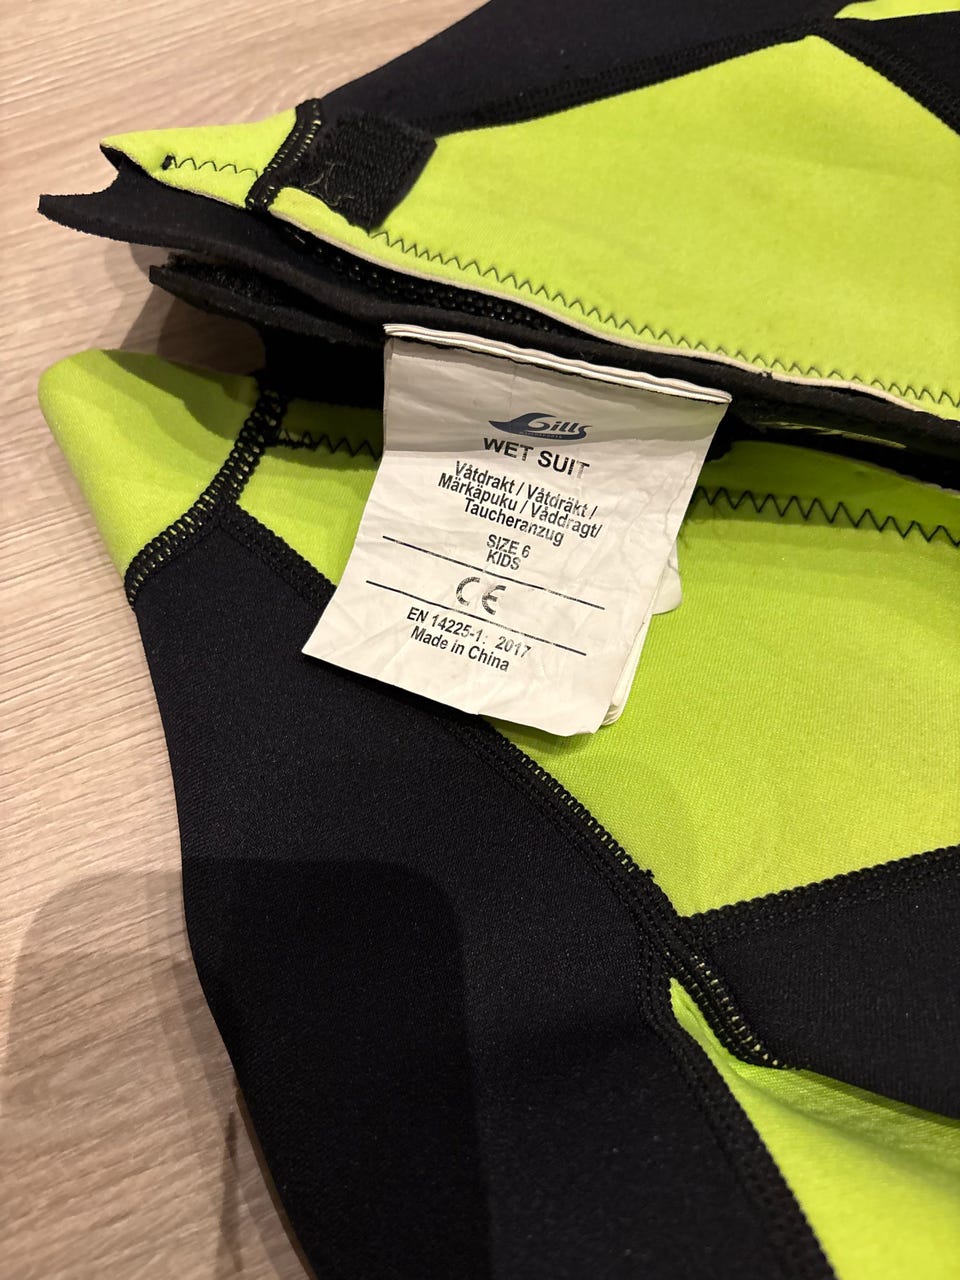 Gills
WET SUIT
Våtdrakt / Våtdräkt /
Märkäpuku / Våddragt/
Taucheranzug
SIZE 6
KIDS
CE
EN 14225-1: 2017
Made in China